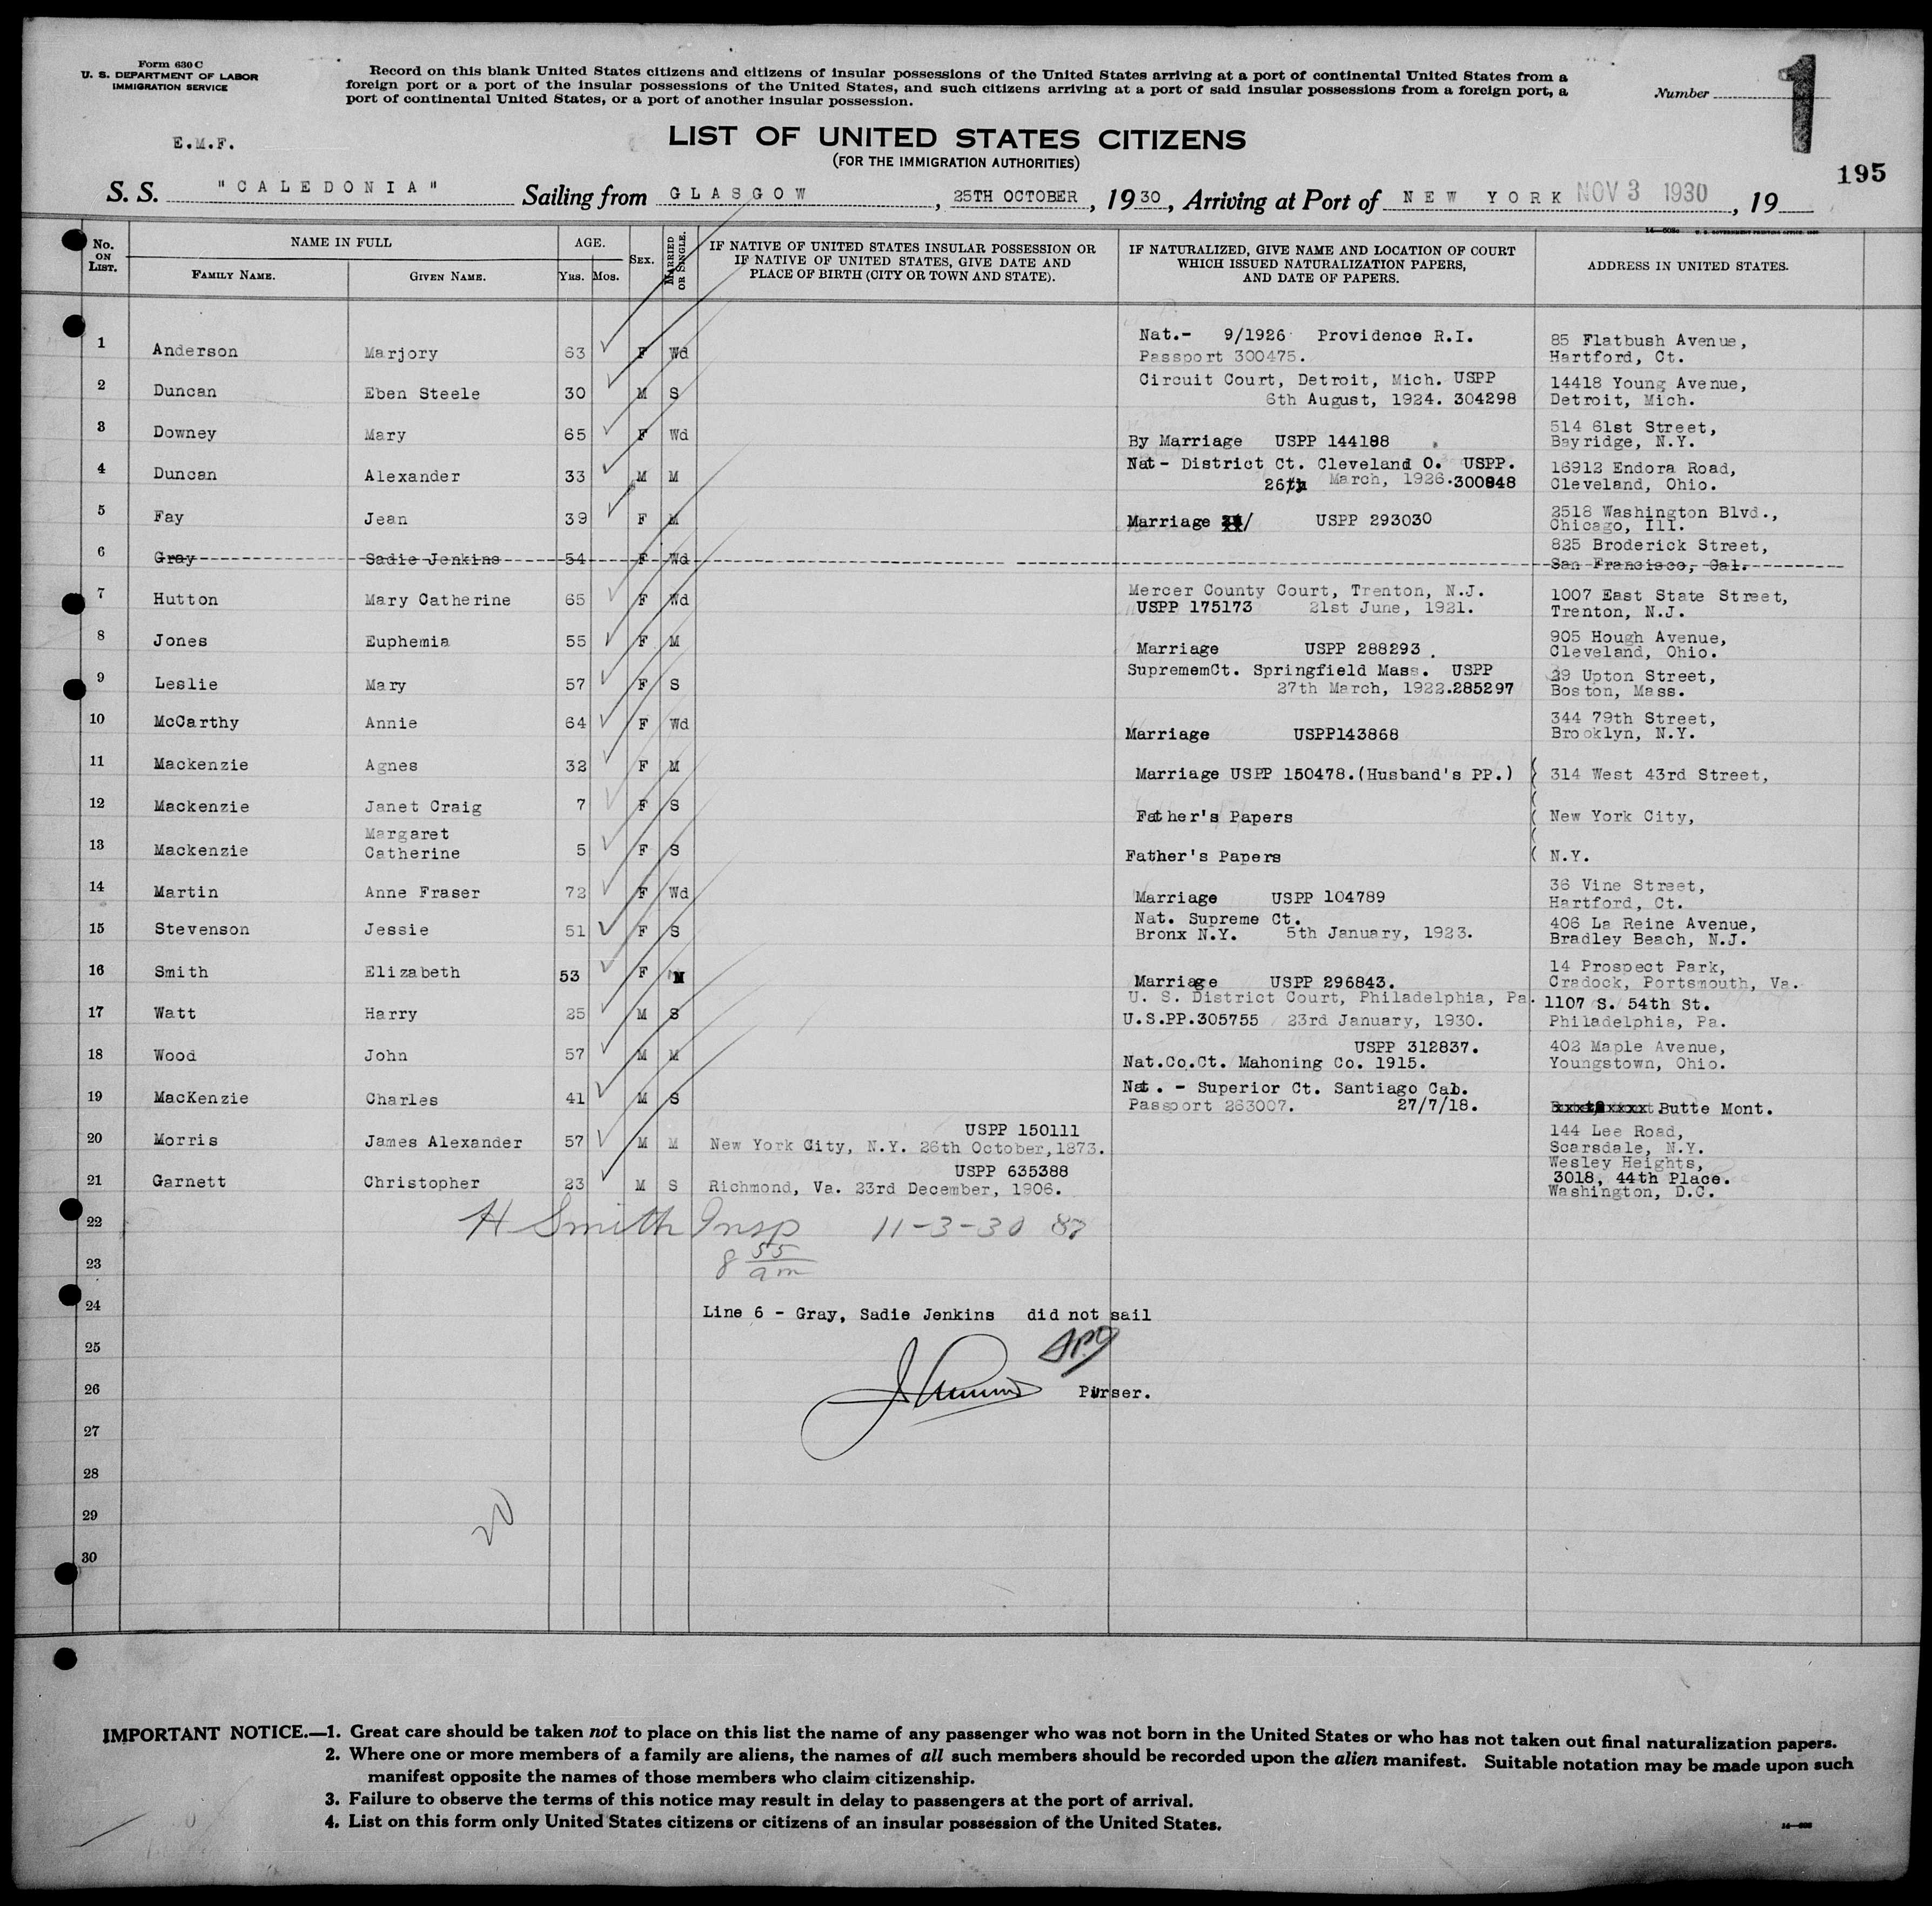 Form 630 C
U. S. DEPARTMENT OF LABOR
IMMIGRATION SERVICE
Record on this blank United States citizens and citizens of insular possessions of the United States arriving at a port of continental United States from a
foreign port or a port of the insular possessions of the United States, and such citizens arriving at a port of said insular possessions from a foreign port, a
port of continental United States, or a port of another insular possession.
Number 1
E.M.F.
LIST OF UNITED STATES CITIZENS
(FOR THE IMMIGRATION AUTHORITIES)
195
S. S. "CALEDONIA" Sailing from GLASGOW, 25TH OCTOBER, 1930, Arriving at Port of NEW YORK NOV 3 1930, 19
No. ON LIST. NAME IN FULL AGE. SEX. MARRIED OR SINGLE. IF NATIVE OF UNITED STATES INSULAR POSSESSION OR IF NATIVE OF UNITED STATES, GIVE DATE AND PLACE OF BIRTH (CITY OR TOWN AND STATE). IF NATURALIZED, GIVE NAME AND LOCATION OF COURT WHICH ISSUED NATURALIZATION PAPERS, AND DATE OF PAPERS. ADDRESS IN UNITED STATES.
FAMILY NAME. GIVEN NAME. YRS. MOS.
1 Anderson Marjory 63 F Wd Nat.- 9/1926 Providence R.I. Passport 300475. 85 Flatbush Avenue, Hartford, Ct.
2 Duncan Eben Steele 30 M S Circuit Court, Detroit, Mich. USPP 6th August, 1924. 304298 14418 Young Avenue, Detroit, Mich.
3 Downey Mary 65 F Wd By Marriage USPP 144188 514 61st Street, Bayridge, N.Y.
4 Duncan Alexander 33 M M Nat- District Ct. Cleveland O. USPP. 26th March, 1926. 300848 16912 Endora Road, Cleveland, Ohio.
5 Fay Jean 39 F M Marriage USPP 293030 2518 Washington Blvd., Chicago, Ill.
6 Gray Sadie Jenkins 54 F Wd 825 Broderick Street, San Francisco, Cal.
7 Hutton Mary Catherine 65 F Wd Mercer County Court, Trenton, N.J. USPP 175173 21st June, 1921. 1007 East State Street, Trenton, N.J.
8 Jones Euphemia 55 F M Marriage USPP 288293. 905 Hough Avenue, Cleveland, Ohio.
9 Leslie Mary 57 F S SuprememCt. Springfield Mass. USPP 27th March, 1922.285297 39 Upton Street, Boston, Mass.
10 McCarthy Annie 64 F Wd Marriage USPP143868 344 79th Street, Brooklyn, N.Y.
11 Mackenzie Agnes 32 F M Marriage USPP 150478.(Husband's PP.) ( 314 West 43rd Street,
12 Mackenzie Janet Craig 7 F S Father's Papers ( New York City,
13 Mackenzie Margaret Catherine 5 F S Father's Papers ( N.Y.
14 Martin Anne Fraser 72 F Wd Marriage USPP 104789 36 Vine Street, Hartford, Ct.
15 Stevenson Jessie 51 F S Nat. Supreme Ct. Bronx N.Y. 5th January, 1923. 406 La Reine Avenue, Bradley Beach, N.J.
16 Smith Elizabeth 53 F M Marriage USPP 296843. 14 Prospect Park, Cradock, Portsmouth, Va.
17 Watt Harry 25 M S U. S. District Court, Philadelphia, Pa. U.S.PP.305755 23rd January, 1930. 1107 S. 54th St. Philadelphia, Pa.
18 Wood John 57 M M USPP 312837. Nat.Co.Ct. Mahoning Co. 1915. 402 Maple Avenue, Youngstown, Ohio.
19 MacKenzie Charles 41 M S Nat. - Superior Ct. Santiago Cal. Passport 263007. 27/7/18. Butte Mont.
20 Morris James Alexander 57 M M USPP 150111 New York City, N.Y. 26th October,1873. 144 Lee Road, Scarsdale, N.Y.
21 Garnett Christopher 23 M S USPP 635388 Richmond, Va. 23rd December, 1906. Wesley Heights, 3018, 44th Place. Washington, D.C.
22 H Smith Insp 11-3-30
23 8 55 am
24 Line 6 - Gray, Sadie Jenkins did not sail
25
26 Purser.
27
28
29 20
30
IMPORTANT NOTICE.—1. Great care should be taken not to place on this list the name of any passenger who was not born in the United States or who has not taken out final naturalization papers.
2. Where one or more members of a family are aliens, the names of all such members should be recorded upon the alien manifest. Suitable notation may be made upon such
manifest opposite the names of those members who claim citizenship.
3. Failure to observe the terms of this notice may result in delay to passengers at the port of arrival.
4. List on this form only United States citizens or citizens of an insular possession of the United States.